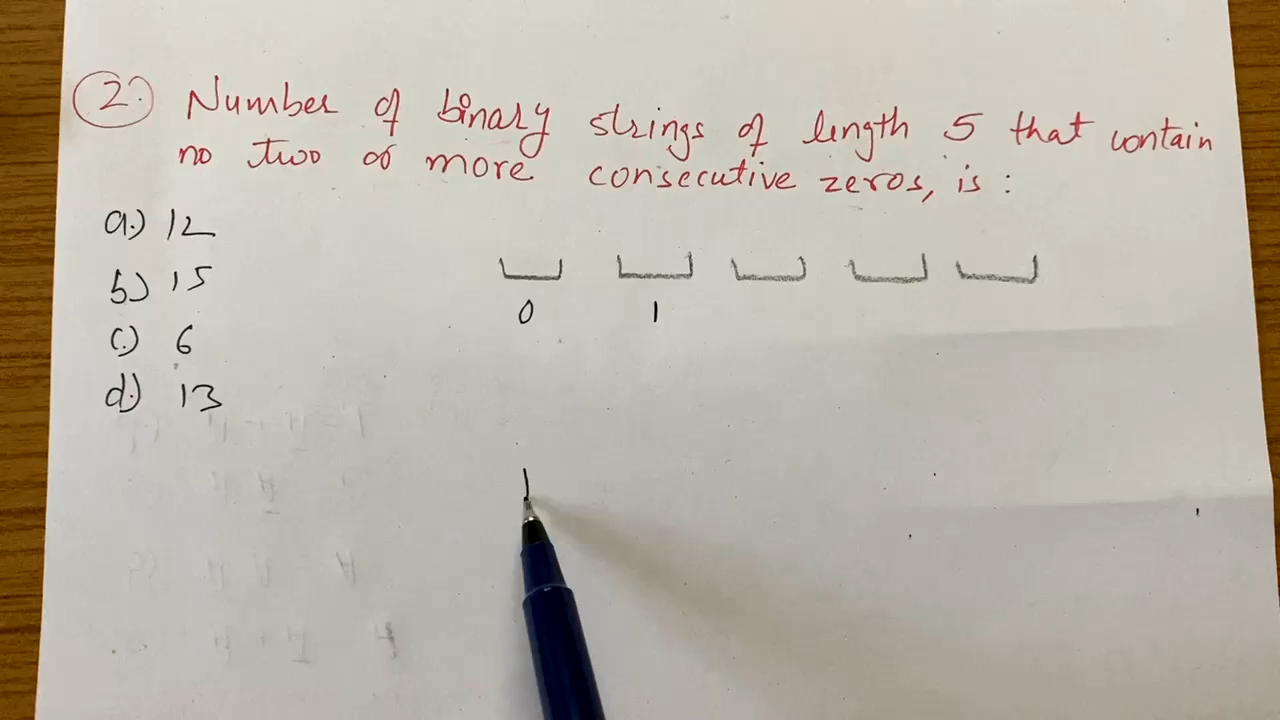 2. Number of binary strings of length 5 that contain
no two or more consecutive zeros, is :
a.) 12
b.) 15
c.) 6
d.) 13
0 1
1